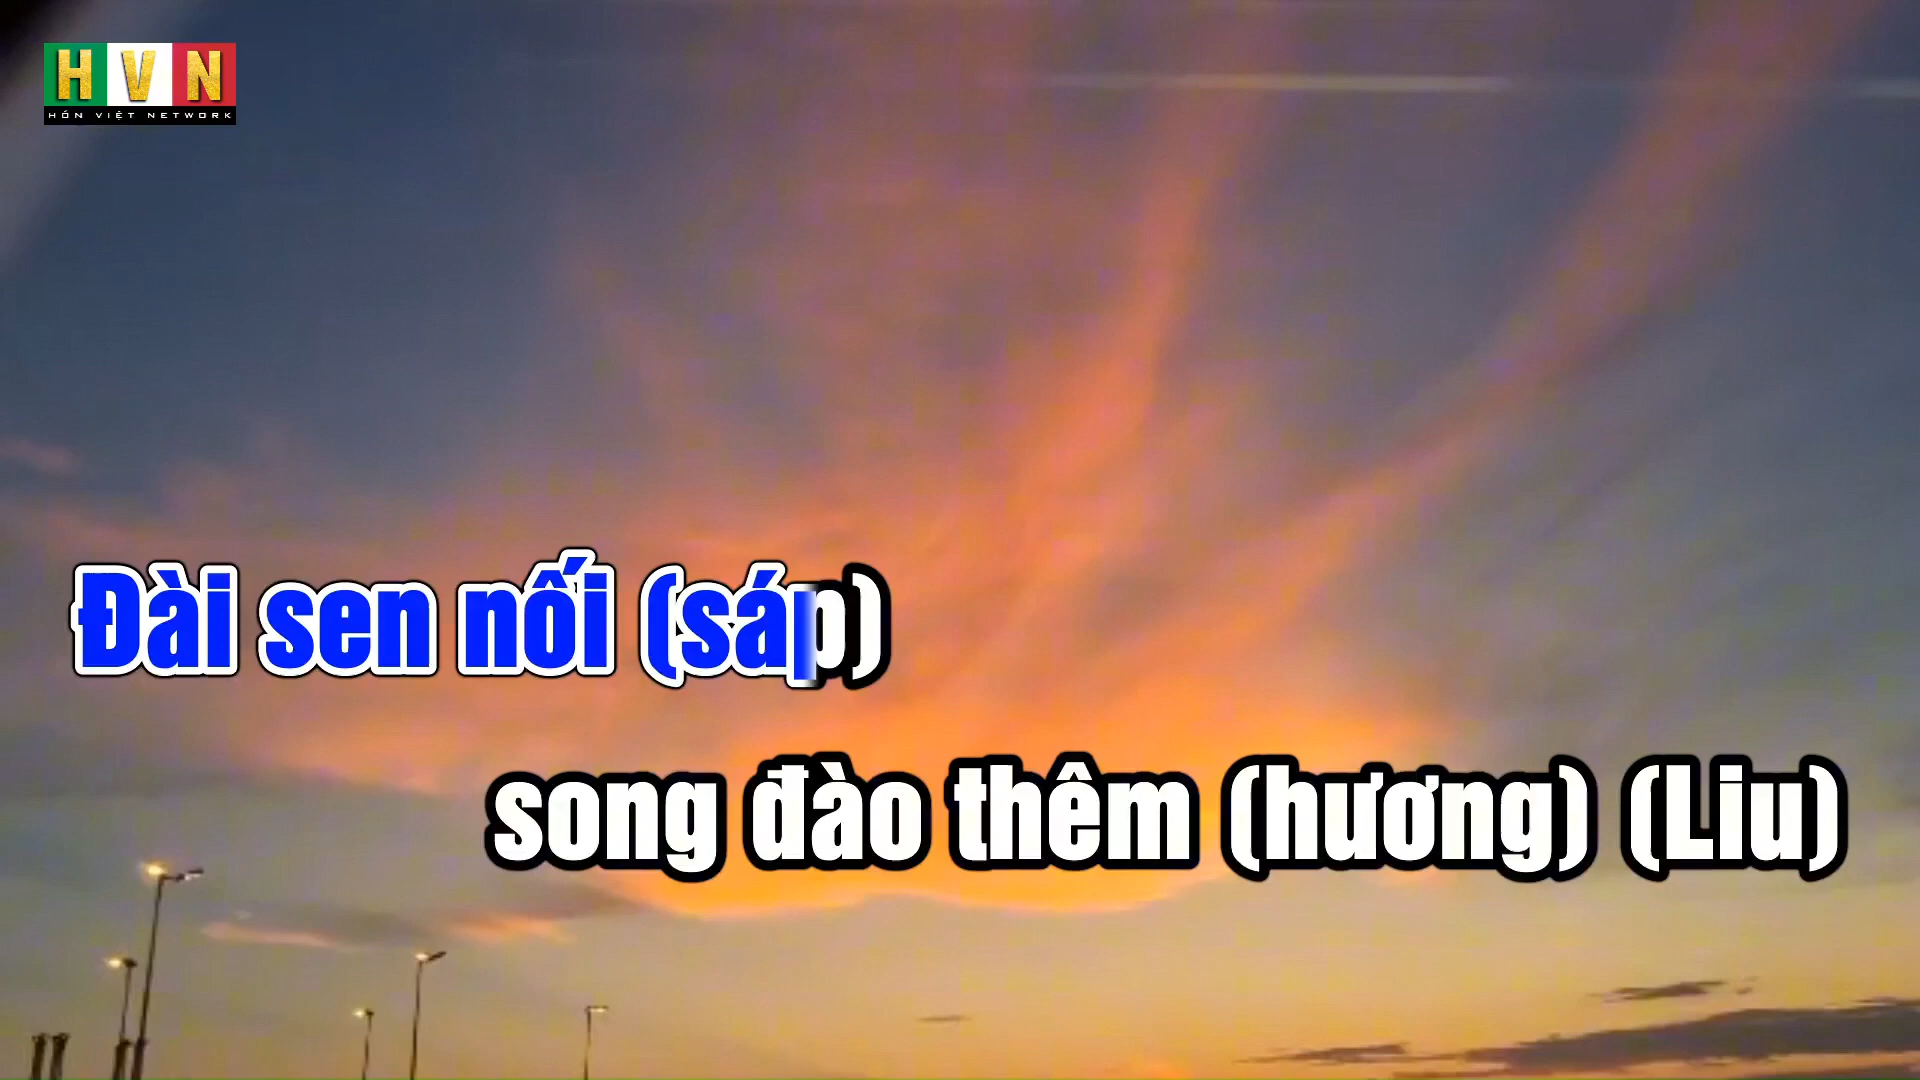 HVN
HỒN VIỆT NETWORK
Đài sen nối (sáp)
song đào thêm (hương) (Liu)